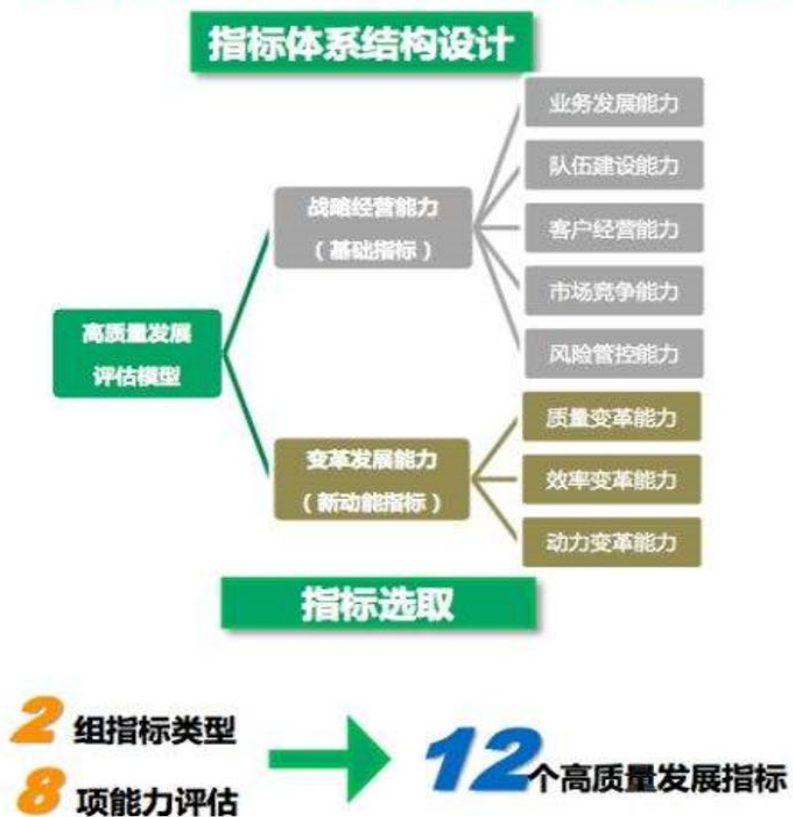 指标体系结构设计
高质量发展
评估模型
战略经营能力
（基础指标）
业务发展能力
队伍建设能力
客户经营能力
市场竞争能力
风险管控能力
变革发展能力
（新动能指标）
质量变革能力
效率变革能力
动力变革能力
指标选取
2组指标类型
8项能力评估
12个高质量发展指标